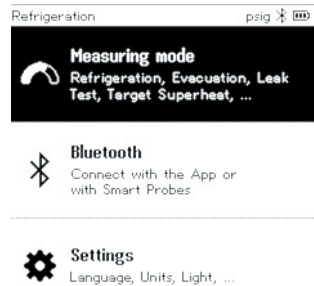 Refrigeration psig
Measuring mode
Refrigeration, Evacuation, Leak
Test, Target Superheat, ...
Bluetooth
Connect with the App or
with Smart Probes
Settings
Language, Units, Light, ...